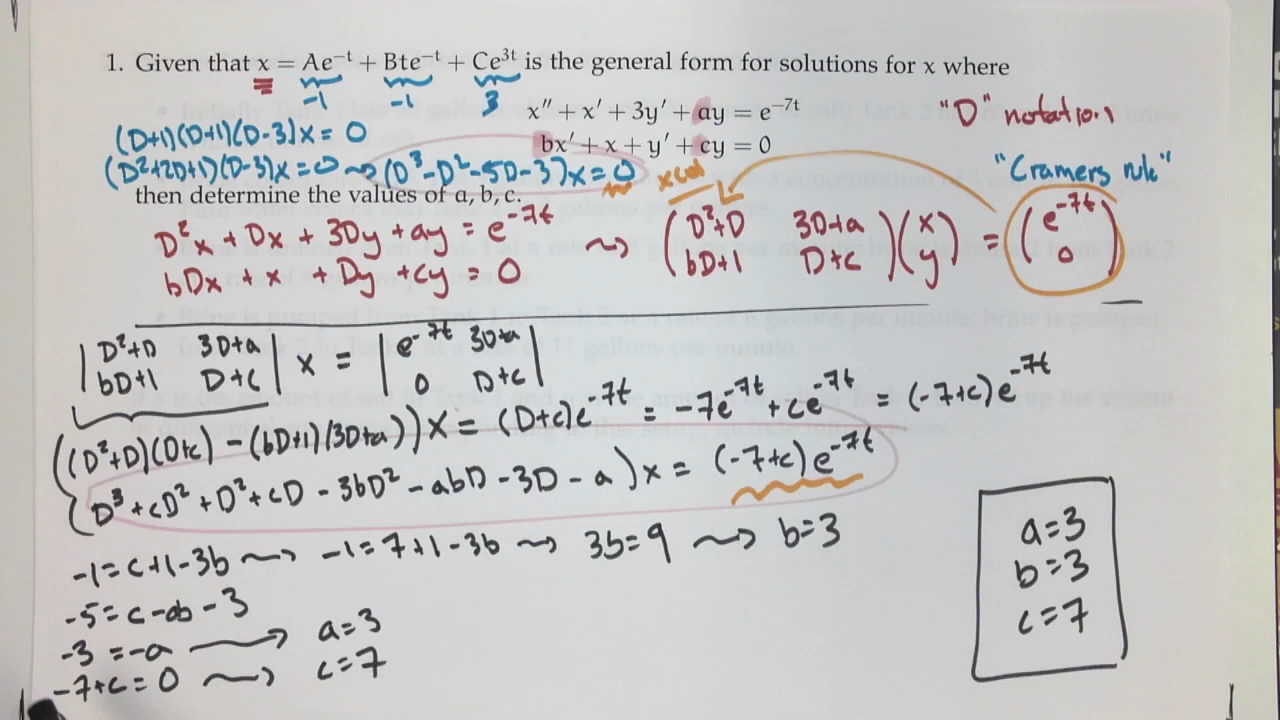 1. Given that x = Ae⁻ᵗ + Bte⁻ᵗ + Ce³ᵗ is the general form for solutions for x where
-1 -1 3
x″ + x′ + 3y′ + ay = e⁻⁷ᵗ
"D" notation
(D+1)(D+1)(D-3)x = 0
bx′ + x + y′ + cy = 0
(D²+2D+1)(D-3)x=0 ⇝ (D³-D²-5D-3)x=0
xcol
"Cramers rule"
then determine the values of a, b, c.
D²x + Dx + 3Dy + ay = e⁻⁷ᵗ ⇝ (D²+D 3D+a)(x) = (e⁻⁷ᵗ)
bDx + x + Dy + cy = 0 (bD+1 D+c)(y) (0)
|D²+D 3D+a| x = |e⁻⁷ᵗ 3D+a|
|bD+1 D+c| |0 D+c|
((D²+D)(D+c) - (bD+1)(3D+a)) x = (D+c)e⁻⁷ᵗ = -7e⁻⁷ᵗ + ce⁻⁷ᵗ = (-7+c)e⁻⁷ᵗ
(D³ + cD² + D² + cD - 3bD² - abD - 3D - a) x = (-7+c)e⁻⁷ᵗ
-1 = c+1-3b ⇝ -1=7+1-3b ⇝ 3b=9 ⇝ b=3
-5 = c-ab-3
-3 = -a → a=3
-7+c = 0 ⇝ c=7
a=3
b=3
c=7